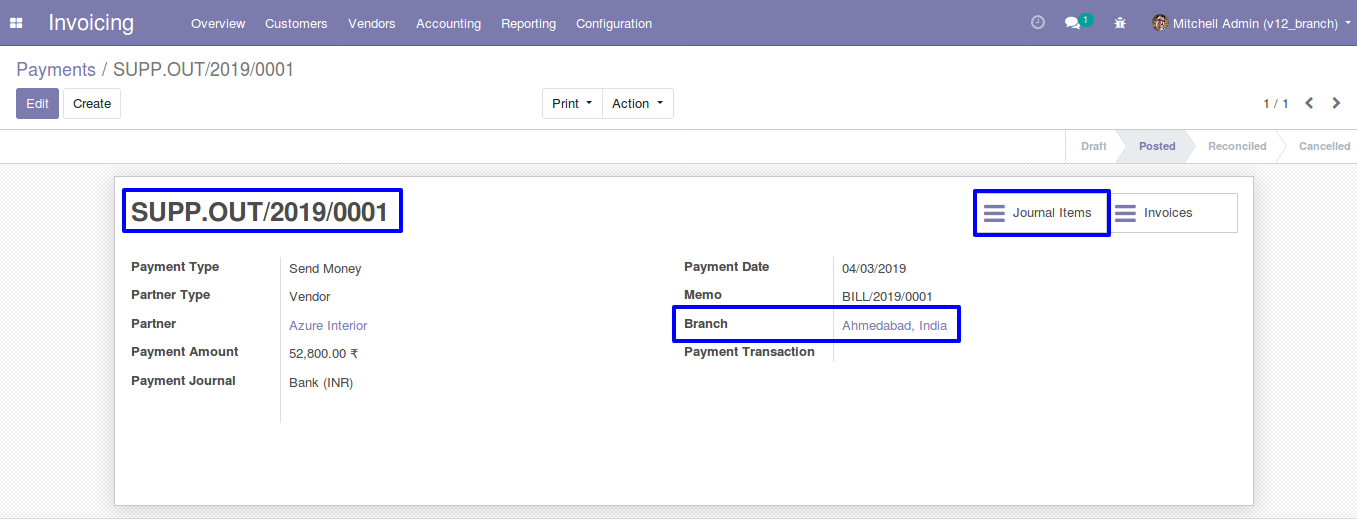 Invoicing Overview Customers Vendors Accounting Reporting Configuration 1 Mitchell Admin (v12_branch)
Payments / SUPP.OUT/2019/0001
Edit Create Print Action 1 / 1
Draft Posted Reconciled Cancelled
SUPP.OUT/2019/0001 Journal Items Invoices
Payment Type Send Money Payment Date 04/03/2019
Partner Type Vendor Memo BILL/2019/0001
Partner Azure Interior Branch Ahmedabad, India
Payment Amount 52,800.00 ₹ Payment Transaction
Payment Journal Bank (INR)